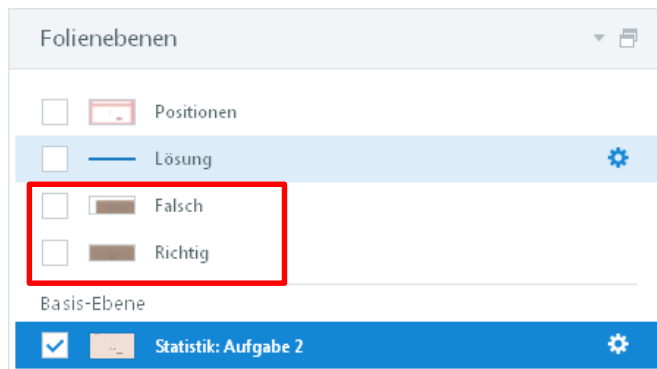 Folienebenen
Positionen
Lösung
Falsch
Richtig
Basis-Ebene
Statistik: Aufgabe 2